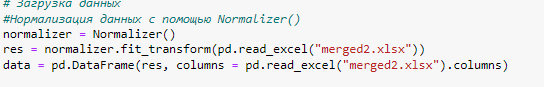 # Загрузка данных
#Нормализация данных с помощью Normalizer()
normalizer = Normalizer()
res = normalizer.fit_transform(pd.read_excel("merged2.xlsx"))
data = pd.DataFrame(res, columns = pd.read_excel("merged2.xlsx").columns)